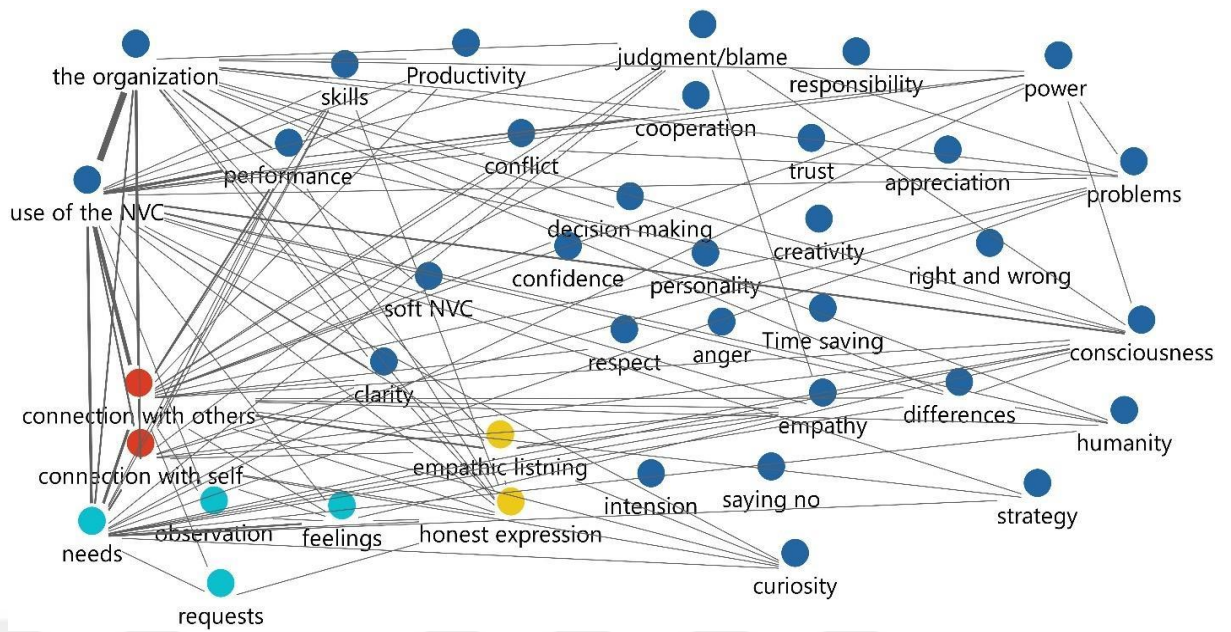 the organization
skills
Productivity
judgment/blame
responsibility
power
cooperation
performance
conflict
trust
appreciation
problems
use of the NVC
decision making
creativity
confidence
personality
right and wrong
soft NVC
respect
anger
Time saving
consciousness
connection with others
clarity
empathy
differences
humanity
connection with self
empathic listning
intension
saying no
strategy
needs
observation
feelings
honest expression
curiosity
requests